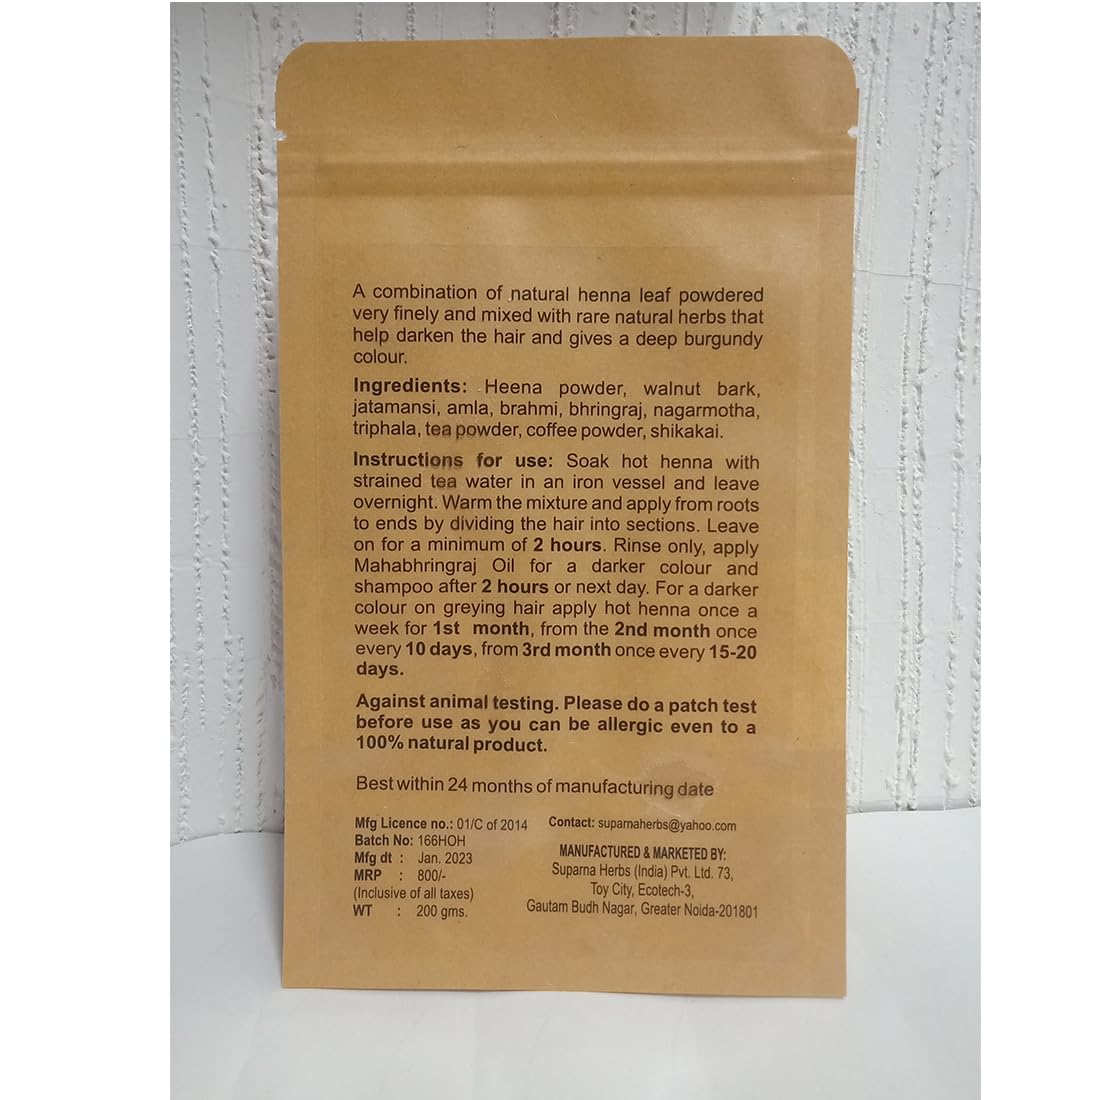 A combination of natural henna leaf powdered
very finely and mixed with rare natural herbs that
help darken the hair and gives a deep burgundy
colour.
Ingredients: Heena powder, walnut bark,
jatamansi, amla, brahmi, bhringraj, nagarmotha,
triphala, tea powder, coffee powder, shikakai.
Instructions for use: Soak hot henna with
strained tea water in an iron vessel and leave
overnight. Warm the mixture and apply from roots
to ends by dividing the hair into sections. Leave
on for a minimum of 2 hours. Rinse only, apply
Mahabhringraj Oil for a darker colour and
shampoo after 2 hours or next day. For a darker
colour on greying hair apply hot henna once a
week for 1st month, from the 2nd month once
every 10 days, from 3rd month once every 15-20
days.
Against animal testing. Please do a patch test
before use as you can be allergic even to a
100% natural product.
Best within 24 months of manufacturing date
Mfg Licence no.: 01/C of 2014
Batch No: 166HOH
Mfg dt : Jan. 2023
MRP : 800/-
(Inclusive of all taxes)
WT : 200 gms.
Contact: suparnaherbs@yahoo.com
MANUFACTURED & MARKETED BY:
Suparna Herbs (India) Pvt. Ltd. 73,
Toy City, Ecotech-3,
Gautam Budh Nagar, Greater Noida-201801